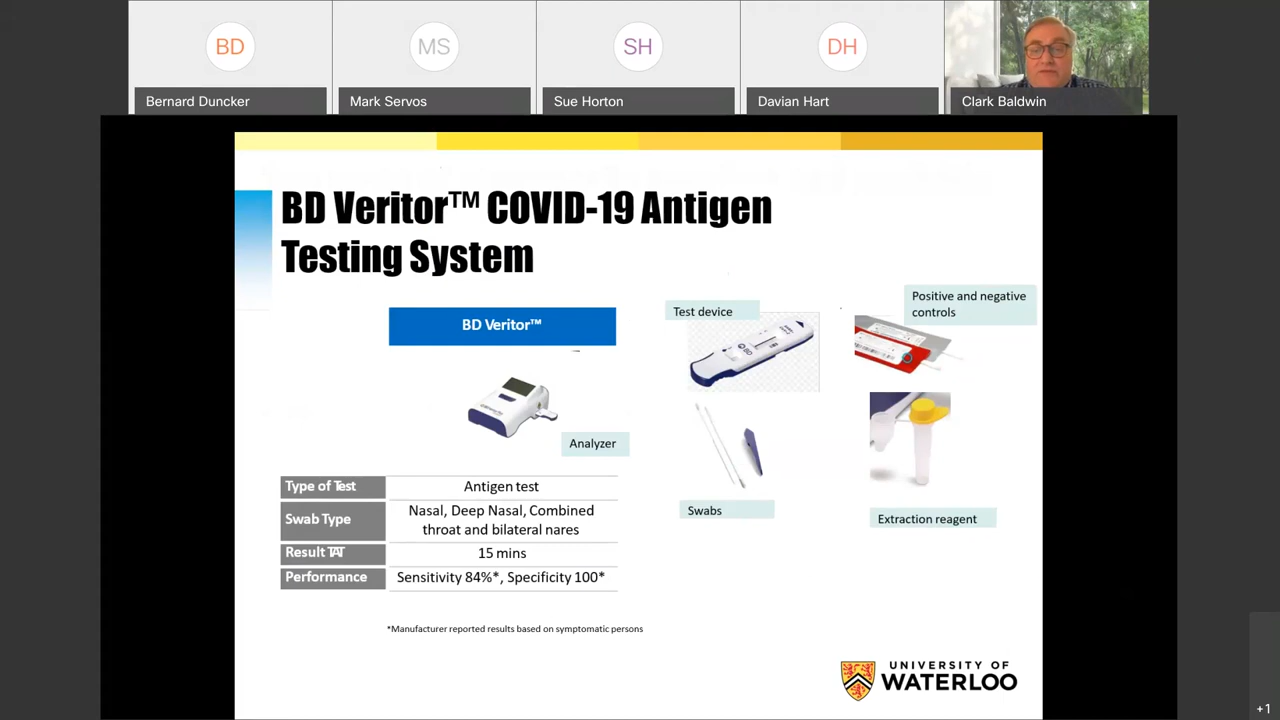 BD
MS
SH
DH
Bernard Duncker
Mark Servos
Sue Horton
Davian Hart
Clark Baldwin
BD Veritor™ COVID-19 Antigen
Testing System
BD Veritor™
Analyzer
Type of Test
Antigen test
Swab Type
Nasal, Deep Nasal, Combined
throat and bilateral nares
Result TAT
15 mins
Performance
Sensitivity 84%*, Specificity 100*
*Manufacturer reported results based on symptomatic persons
Test device
BD
Swabs
Positive and negative
controls
Extraction reagent
UNIVERSITY OF
WATERLOO
+1